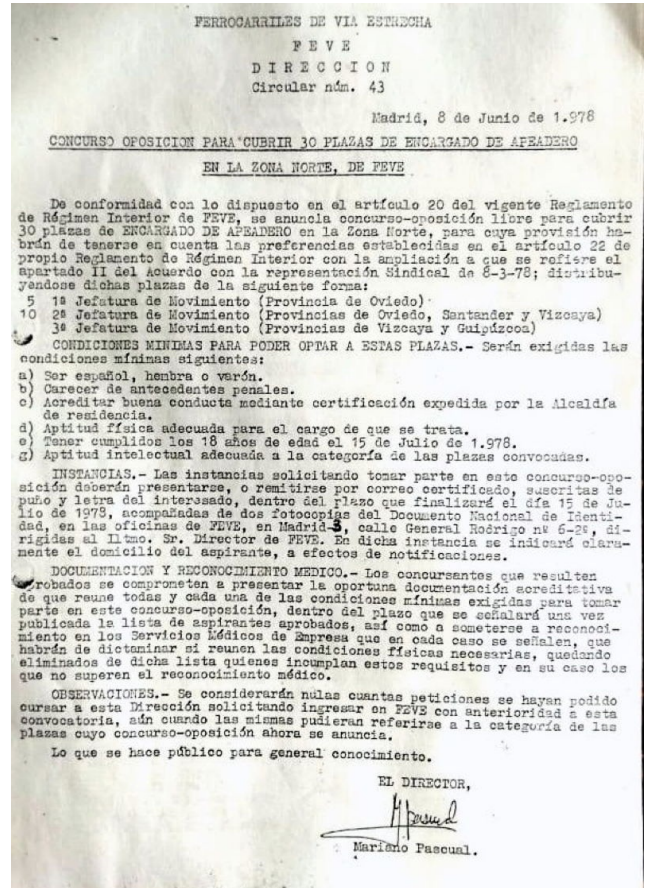 FERROCARRILES DE VIA ESTRECHA
F E V E
D I R E C C I O N
Circular núm. 43
Madrid, 8 de Junio de 1.978
CONCURSO OPOSICION PARA CUBRIR 30 PLAZAS DE ENCARGADO DE APEADERO
EN LA ZONA NORTE, DE FEVE
De conformidad con lo dispuesto en el artículo 20 del vigente Reglamento
de Régimen Interior de FEVE, se anuncia concurso-oposición libre para cubrir
30 plazas de ENCARGADO DE APEADERO en la Zona Norte, para cuya provisión ha-
brán de tenerse en cuenta las preferencias establecidas en el artículo 22 de
propio Reglamento de Régimen Interior con la ampliación a que se refiere el
apartado II del Acuerdo con la representación Sindical de 8-3-78; distribu-
yendose dichas plazas de la siguiente forma:
5 1ª Jefatura de Movimiento (Provincia de Oviedo)
10 2ª Jefatura de Movimiento (Provincias de Oviedo, Santander y Vizcaya)
3ª Jefatura de Movimiento (Provincias de Vizcaya y Guipúzcoa)
CONDICIONES MINIMAS PARA PODER OPTAR A ESTAS PLAZAS.- Serán exigidas las
condiciones mínimas siguientes:
a) Ser español, hembra o varón.
b) Carecer de antecedentes penales.
c) Acreditar buena conducta mediante certificación expedida por la Alcaldía
de residencia.
d) Aptitud física adecuada para el cargo de que se trata.
e) Tener cumplidos los 18 años de edad el 15 de Julio de 1.978.
g) Aptitud intelectual adecuada a la categoría de las plazas convocadas.
INSTANCIAS.- Las instancias solicitando tomar parte en este concurso-opo-
sición deberán presentarse, o remitirse por correo certificado, suscritas de
puño y letra del interesado, dentro del plazo que finalizará el día 15 de Ju-
lio de 1978, acompañadas de dos fotocopias del Documento Nacional de Identi-
dad, en las oficinas de FEVE, en Madrid-3, calle General Rodrigo nº 6-2º, di-
rigidas al Iltmo. Sr. Director de FEVE. En dicha instancia se indicará clara-
mente el domicilio del aspirante, a efectos de notificaciones.
DOCUMENTACION Y RECONOCIMIENTO MEDICO.- Los concursantes que resulten
aprobados se comprometen a presentar la oportuna documentación acreditativa
de que reune todas y cada una de las condiciones mínimas exigidas para tomar
parte en este concurso-oposición, dentro del plazo que se señalará una vez
publicada la lista de aspirantes aprobados, así como a someterse a reconoci-
miento en los Servicios Médicos de Empresa que en cada caso se señalen, que
habrán de dictaminar si reunen las condiciones físicas necesarias, quedando
eliminados de dicha lista quienes incumplan estos requisitos y en su caso los
que no superen el reconocimiento médico.
OBSERVACIONES.- Se considerarán nulas cuantas peticiones se hayan podido
cursar a esta Dirección solicitando ingresar en FEVE con anterioridad a esta
convocatoria, aún cuando las mismas pudieran referirse a la categoría de las
plazas cuyo concurso-oposición ahora se anuncia.
Lo que se hace público para general conocimiento.
EL DIRECTOR,
M Pascual
Mariano Pascual.